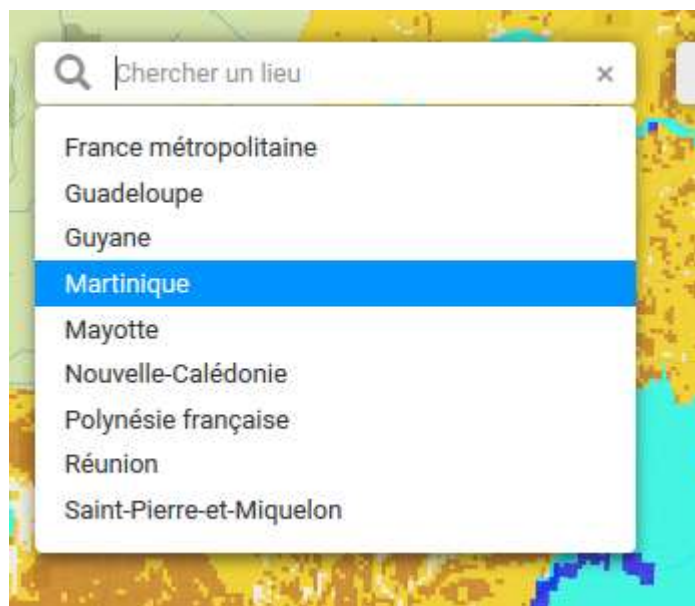 Chercher un lieu ×
France métropolitaine
Guadeloupe
Guyane
Martinique
Mayotte
Nouvelle-Calédonie
Polynésie française
Réunion
Saint-Pierre-et-Miquelon